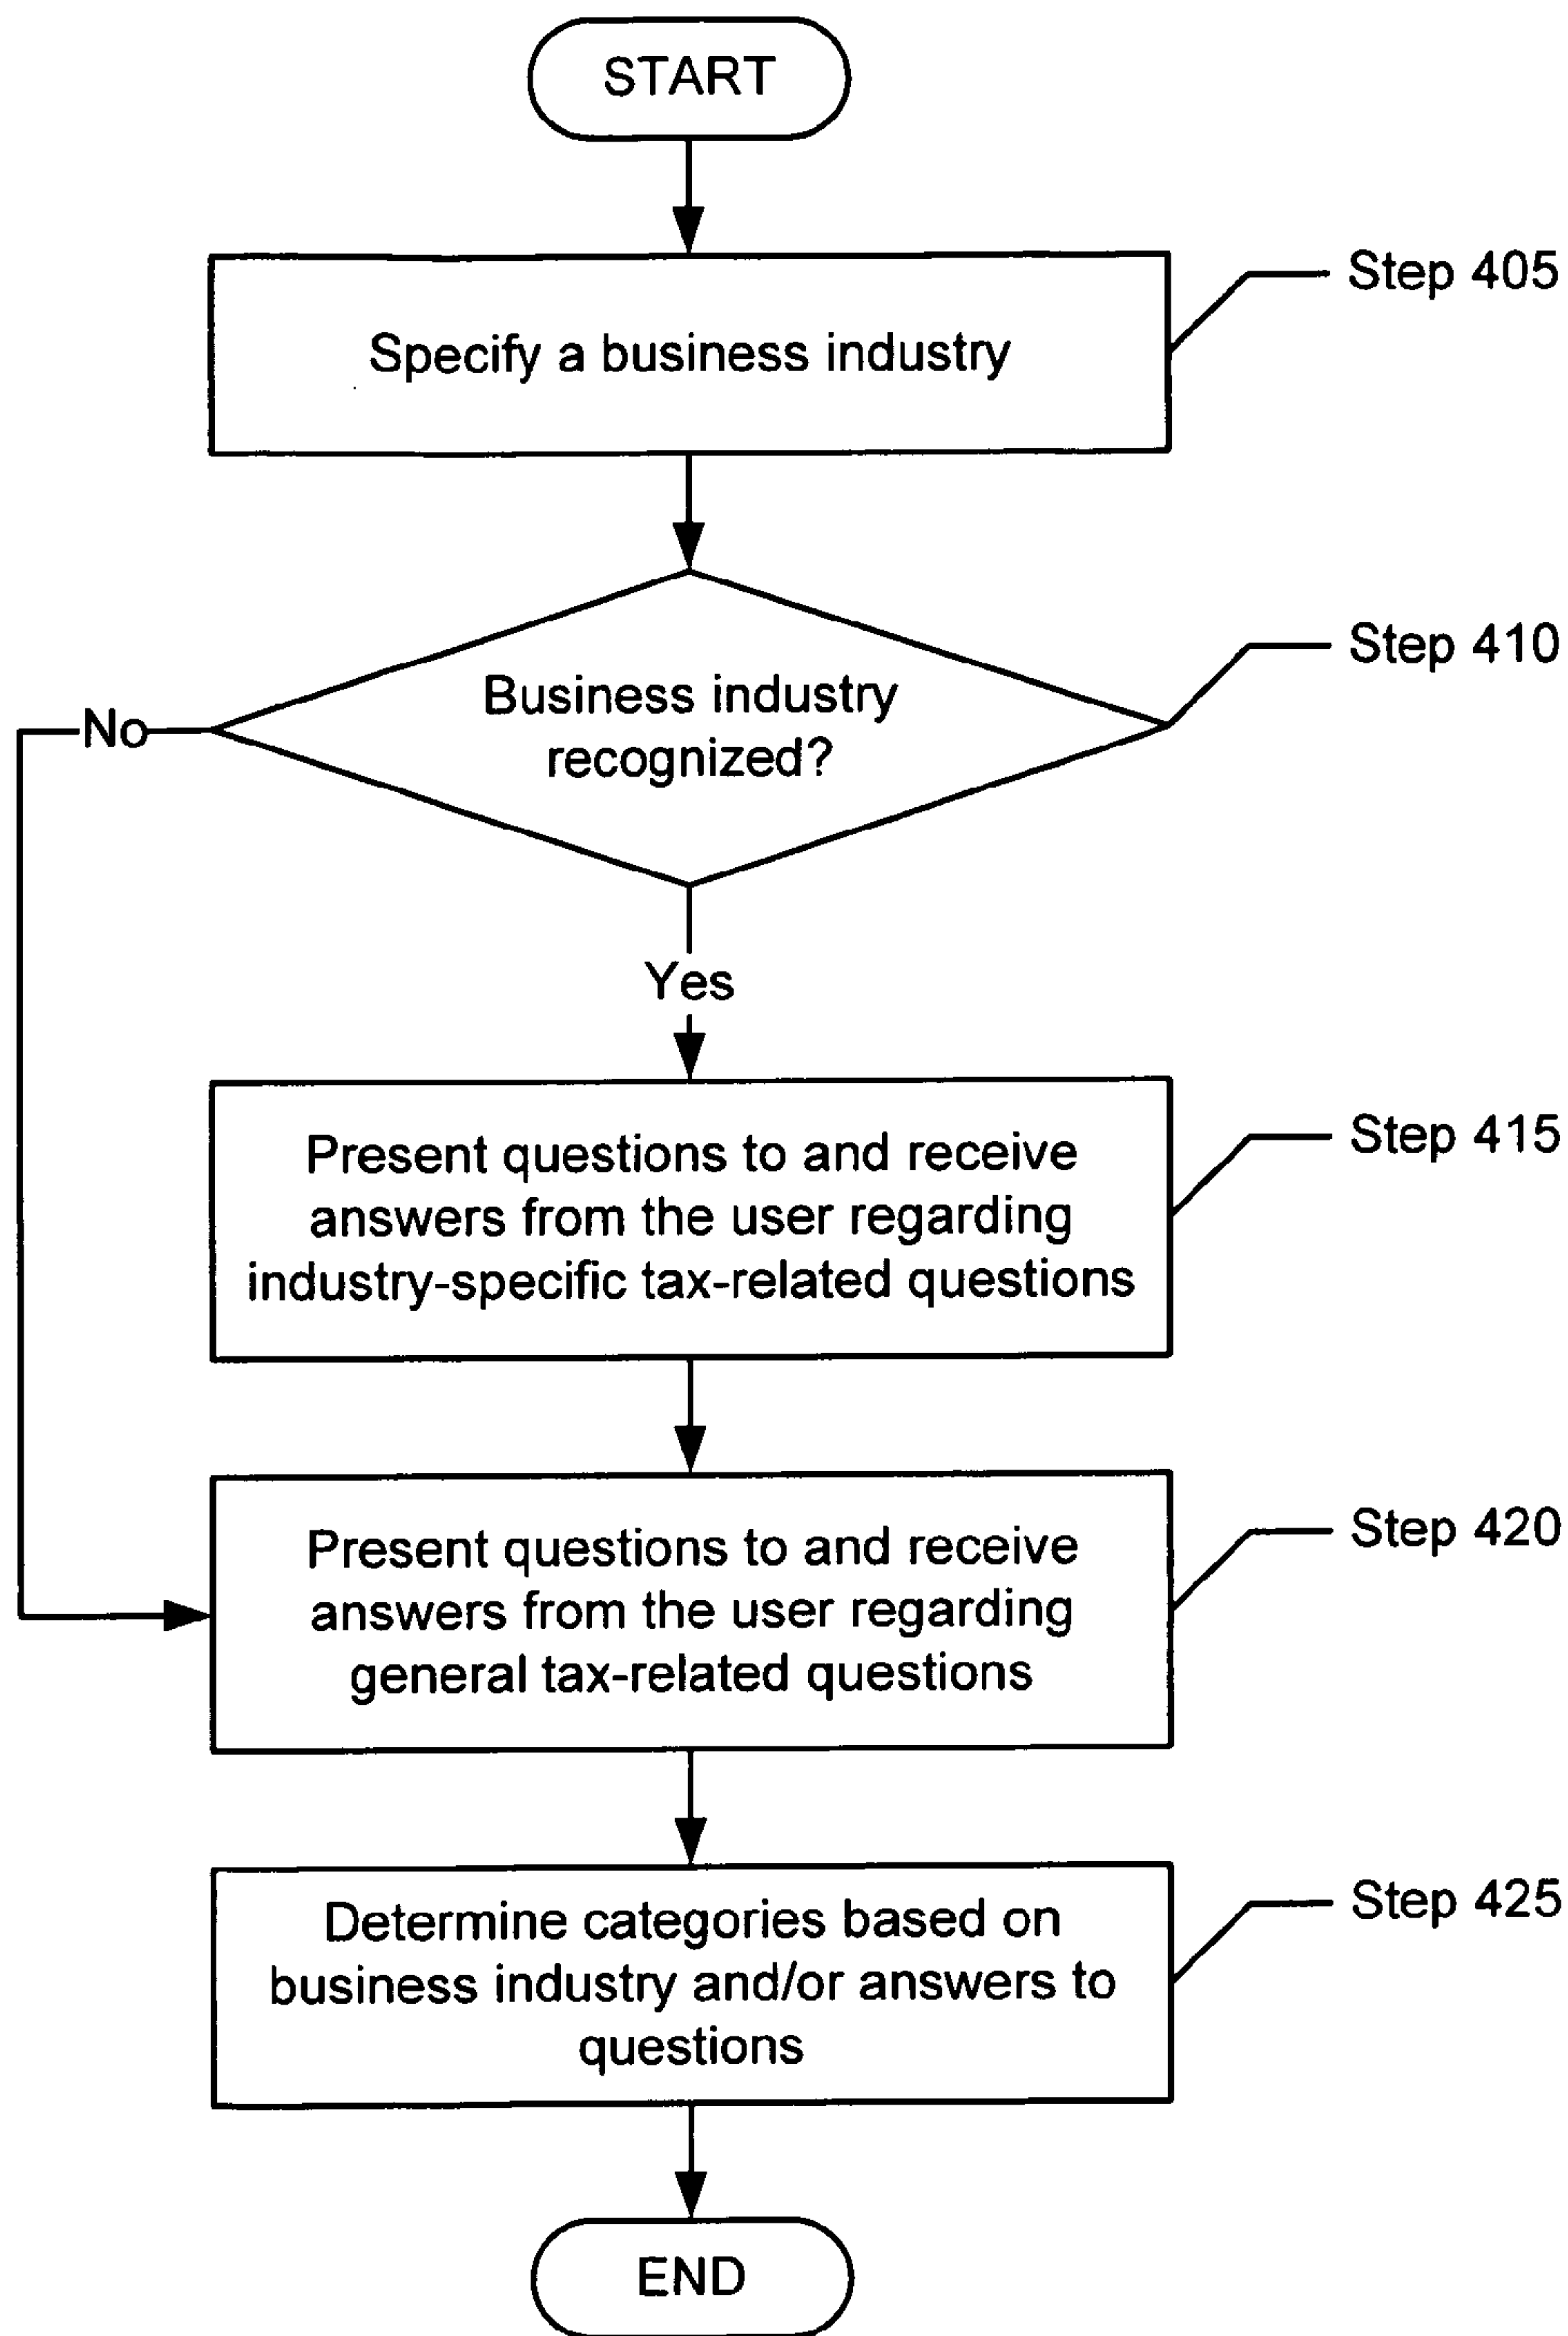 START
Specify a business industry
Step 405
Business industry
recognized?
Step 410
No
Yes
Present questions to and receive
answers from the user regarding
industry-specific tax-related questions
Step 415
Present questions to and receive
answers from the user regarding
general tax-related questions
Step 420
Determine categories based on
business industry and/or answers to
questions
Step 425
END